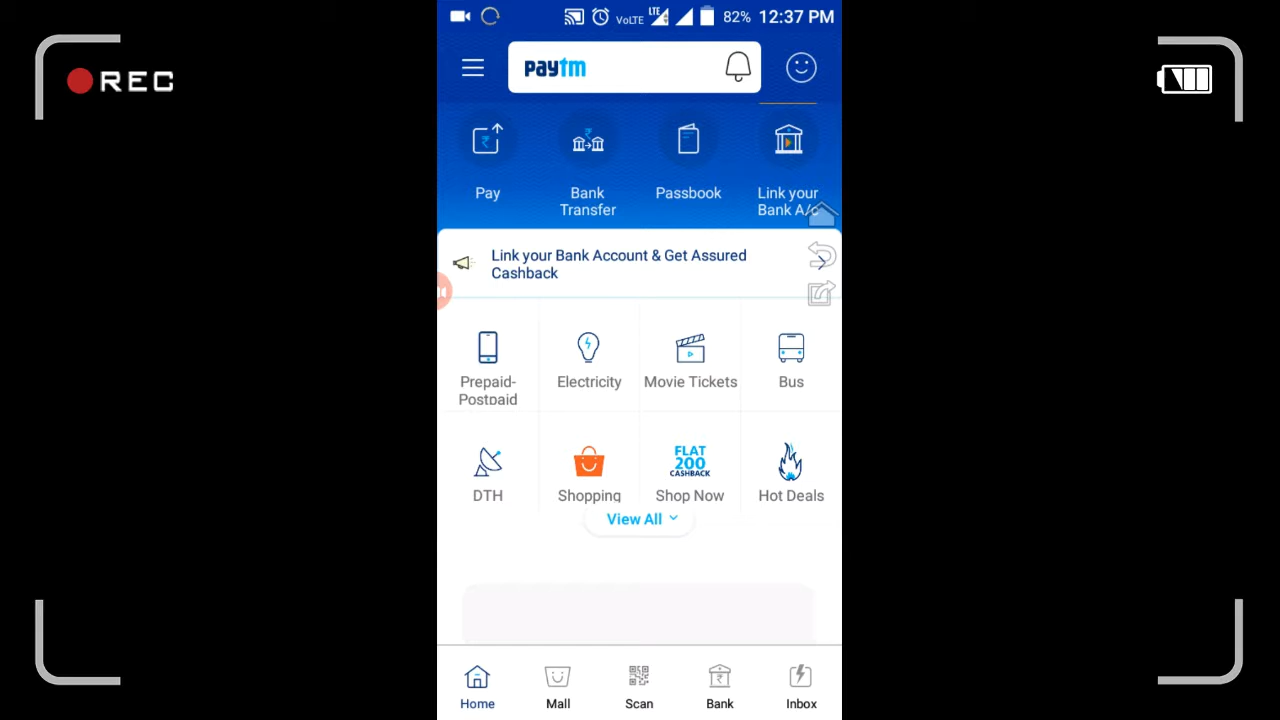 VoLTE LTE 82% 12:37 PM
REC
paytm
Pay
Bank
Transfer
Passbook
Link your
Bank A/c
Link your Bank Account & Get Assured
Cashback
Prepaid-
Postpaid
Electricity
Movie Tickets
Bus
DTH
Shopping
FLAT
200
CASHBACK
Shop Now
Hot Deals
View All
Home
Mall
Scan
Bank
Inbox